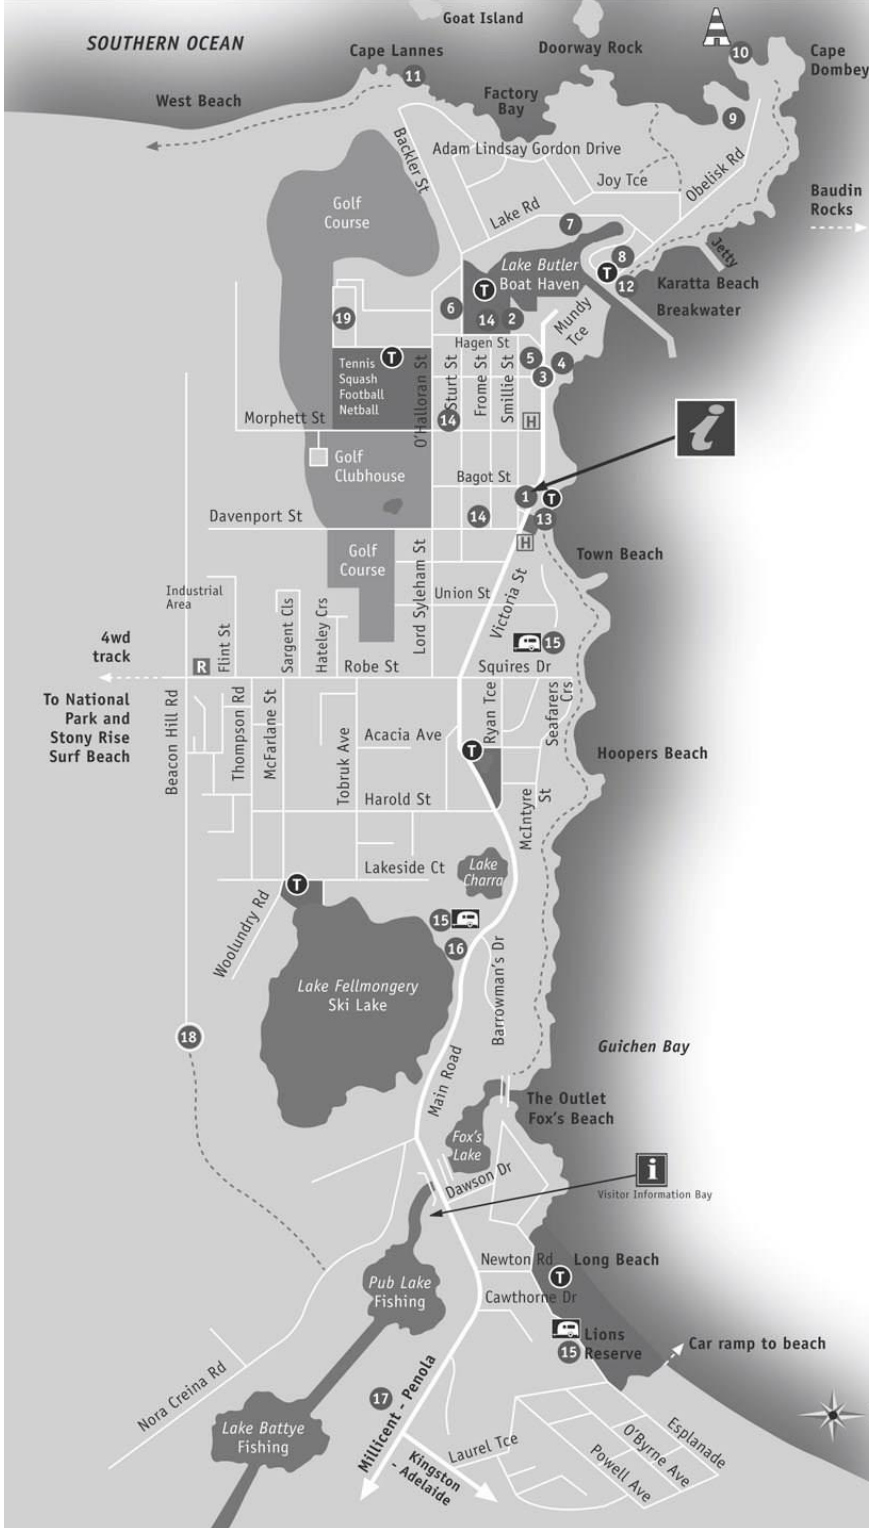 Goat Island
SOUTHERN OCEAN
Doorway Rock
Cape Lannes
10
Cape
Dombey
11
West Beach
Factory
Bay
9
Backler St
Adam Lindsay Gordon Drive
Joy Tce
Obelisk Rd
Baudin
Rocks
Golf
Course
Lake Rd
7
Jetty
8
Lake Butler
Boat Haven
T
T
12
Karatta Beach
Breakwater
6
14
2
Mundy
Tce
19
Hagen St
T
Tennis
Squash
Football
Netball
O'Halloran St
Sturt St
Frome St
Smillie St
5
4
3
14
H
Morphett St
i
Golf
Clubhouse
Bagot St
1
T
Davenport St
14
13
H
Golf
Course
Town Beach
Lord Syleham St
Industrial
Area
Union St
Victoria St
Flint St
Sargent Cls
Hateley Crs
4wd
track
15
R
Robe St
Squires Dr
To National
Park and
Stony Rise
Surf Beach
Beacon Hill Rd
Thompson Rd
McFarlane St
Tobruk Ave
Acacia Ave
Ryan Tce
Seafarers
Crs
T
Hoopers Beach
Harold St
McIntyre
St
Lakeside Ct
Lake
Charra
T
Woolundry Rd
15
16
Barrowman's Dr
Lake Fellmongery
Ski Lake
18
Guichen Bay
Main Road
The Outlet
Fox's Beach
Fox's
Lake
Dawson Dr
i
Visitor Information Bay
Newton Rd
Long Beach
T
Pub Lake
Fishing
Cawthorne Dr
Lions
Reserve
15
Car ramp to beach
Nora Creina Rd
17
Millicent - Penola
Lake Battye
Fishing
Kingston
- Adelaide
Laurel Tce
Esplanade
O'Byrne Ave
Powell Ave